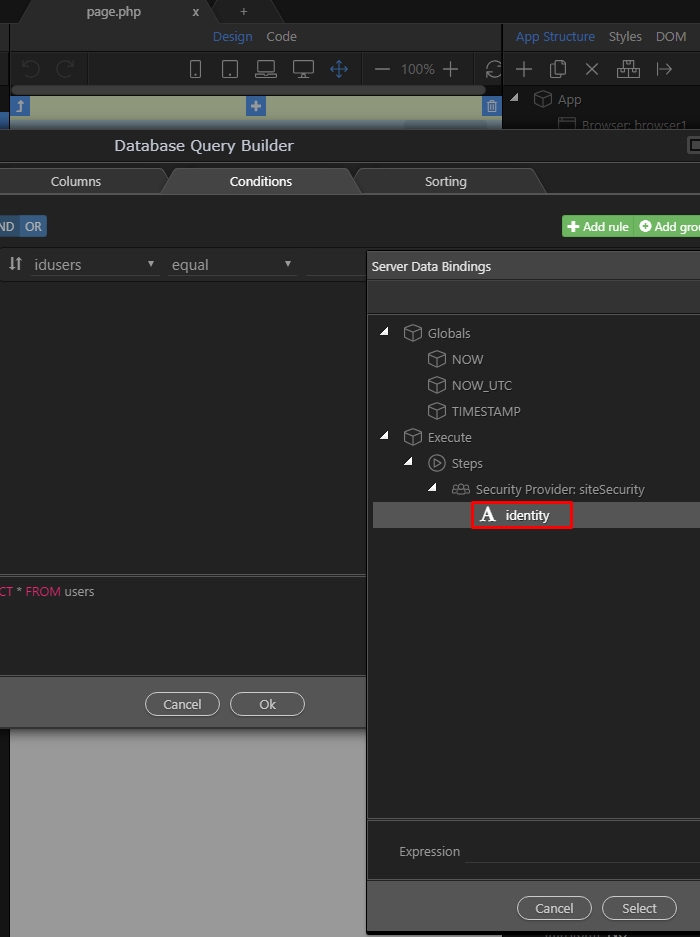 page.php x +
Design Code
App Structure Styles DOM
100%
App
Browser: browser1
Database Query Builder
Columns Conditions Sorting
ND OR
Add rule Add grou
idusers equal
Server Data Bindings
Globals
NOW
NOW_UTC
TIMESTAMP
Execute
Steps
Security Provider: siteSecurity
A identity
CT * FROM users
Cancel Ok
Expression
Cancel Select